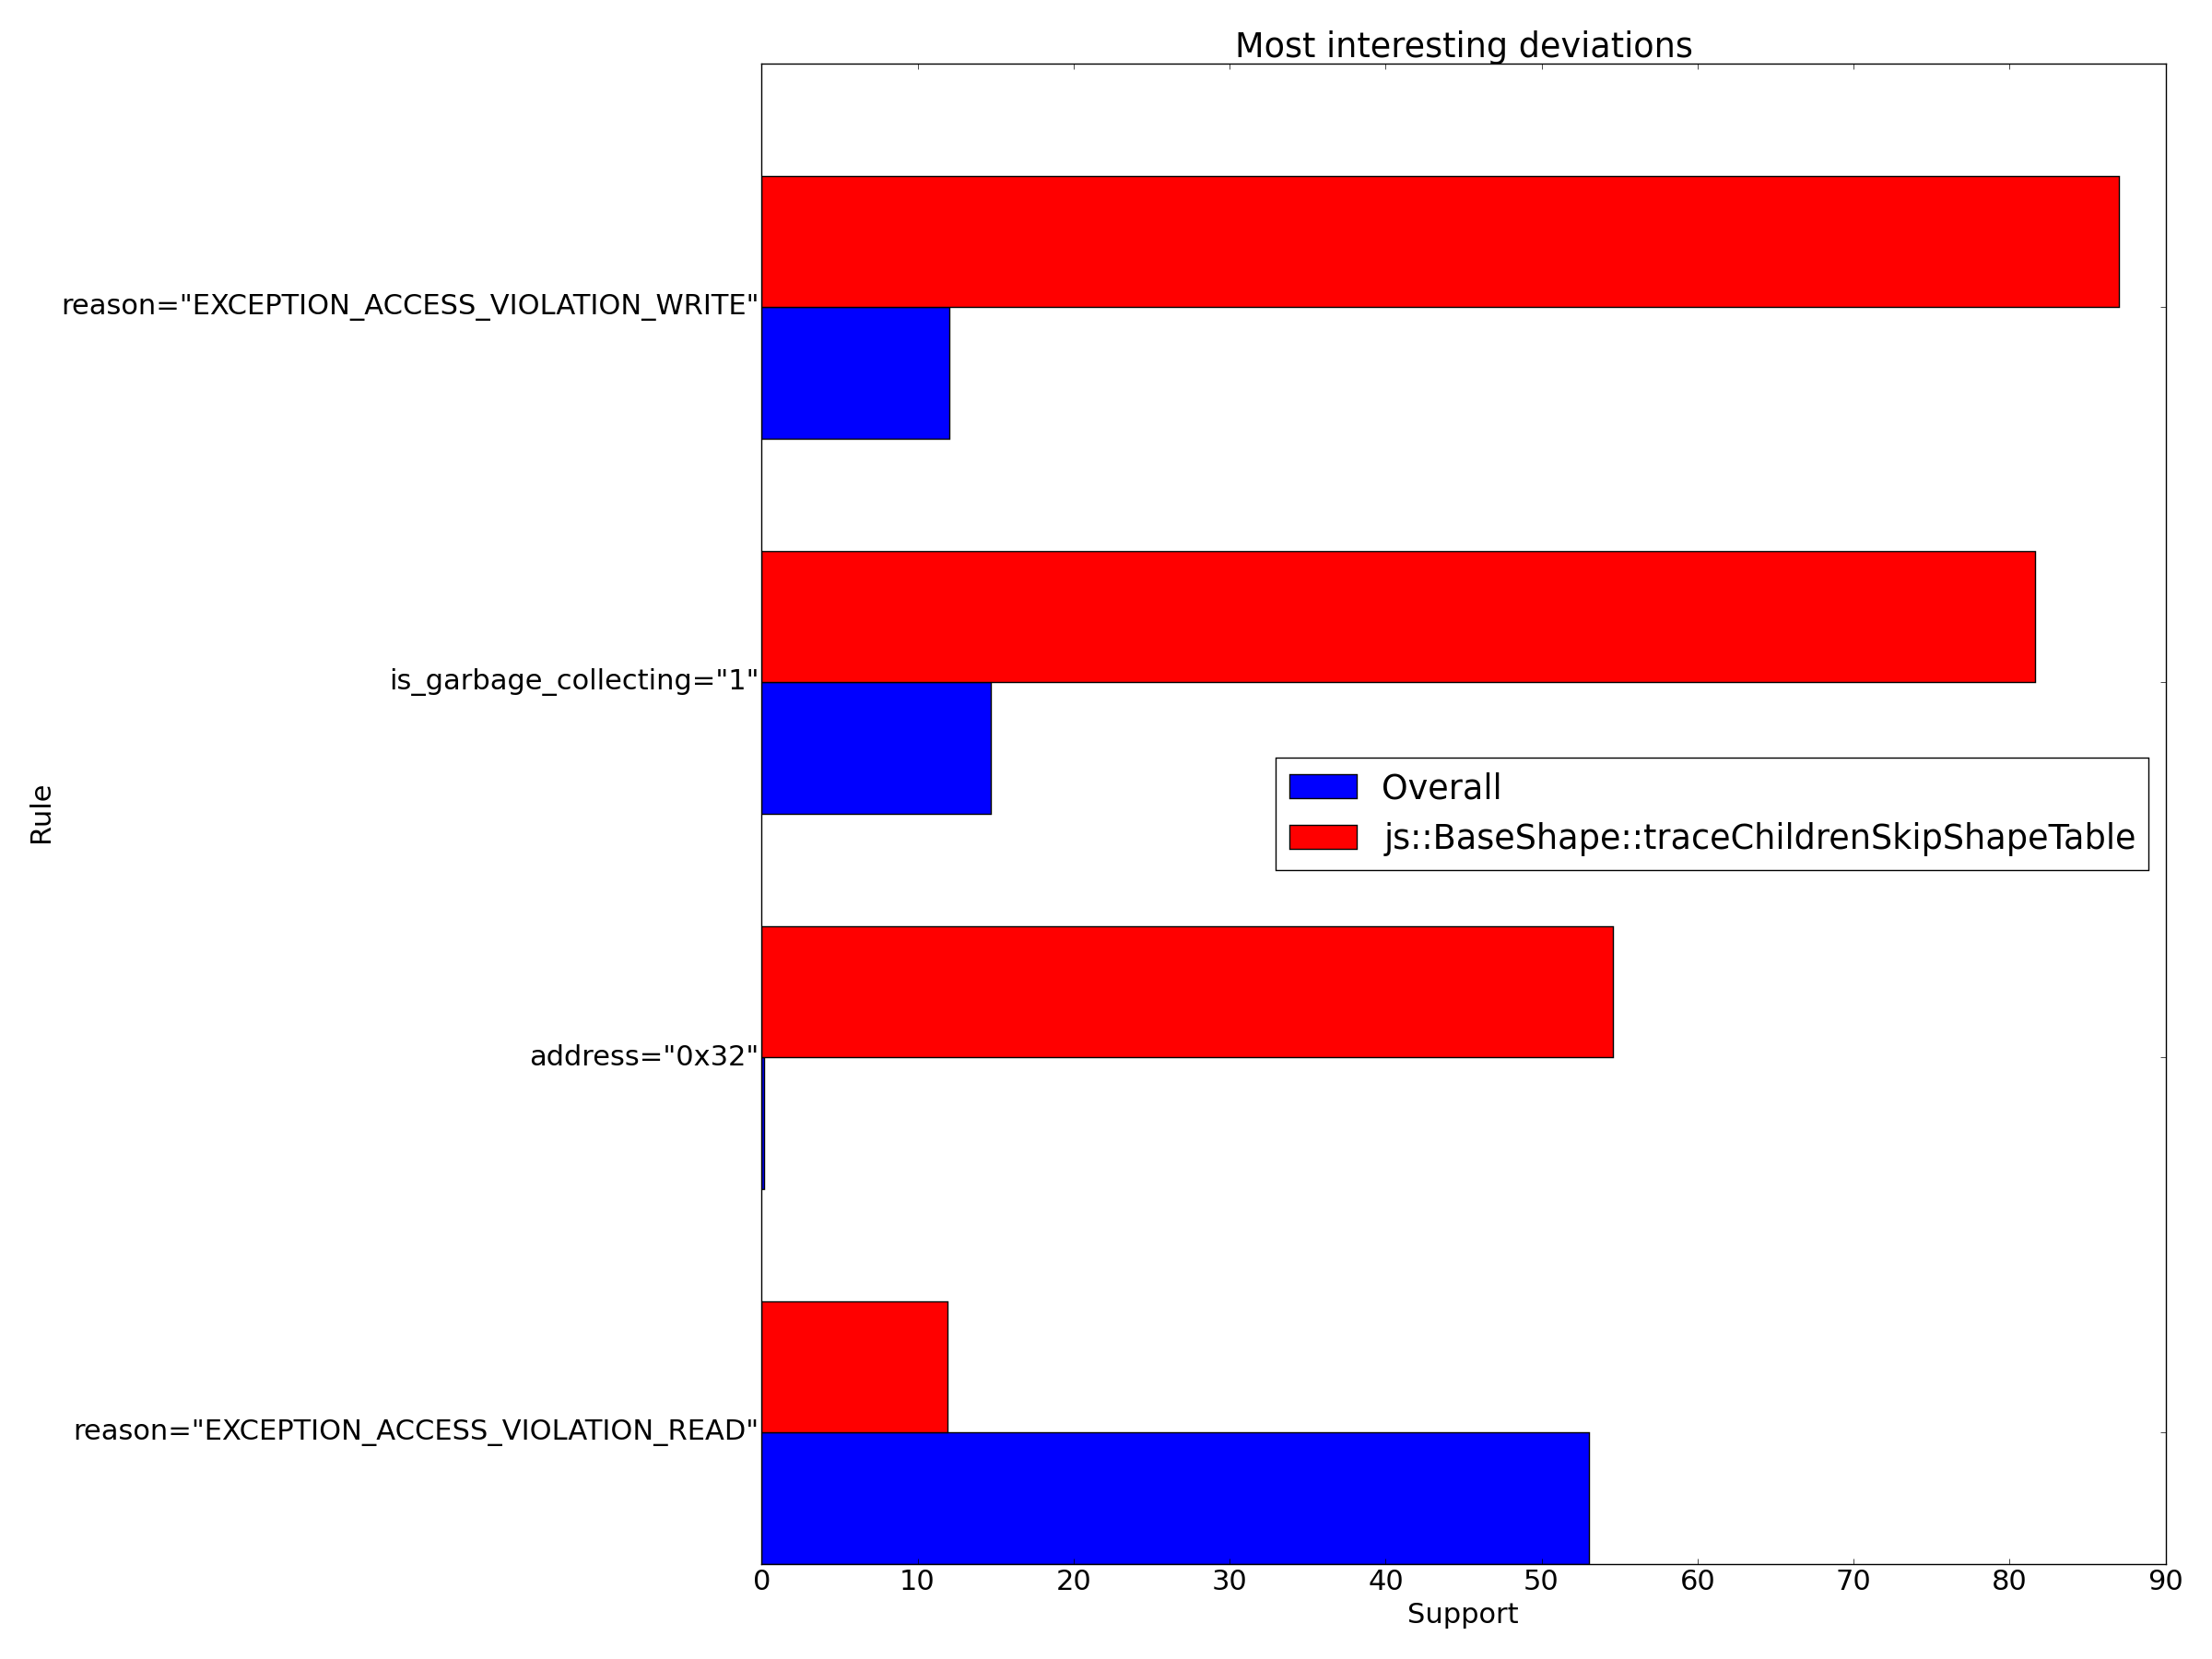 Most interesting deviations
reason="EXCEPTION_ACCESS_VIOLATION_WRITE"
is_garbage_collecting="1"
Rule
Overall
js::BaseShape::traceChildrenSkipShapeTable
address="0x32"
reason="EXCEPTION_ACCESS_VIOLATION_READ"
0 10 20 30 40 50 60 70 80 90
Support